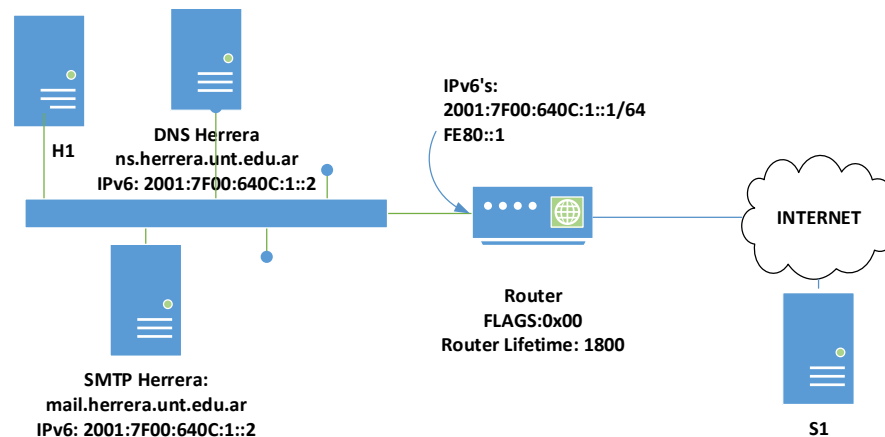 IPv6's:
2001:7F00:640C:1::1/64
FE80::1
H1
DNS Herrera
ns.herrera.unt.edu.ar
IPv6: 2001:7F00:640C:1::2
INTERNET
Router
FLAGS:0x00
Router Lifetime: 1800
SMTP Herrera:
mail.herrera.unt.edu.ar
IPv6: 2001:7F00:640C:1::2
S1